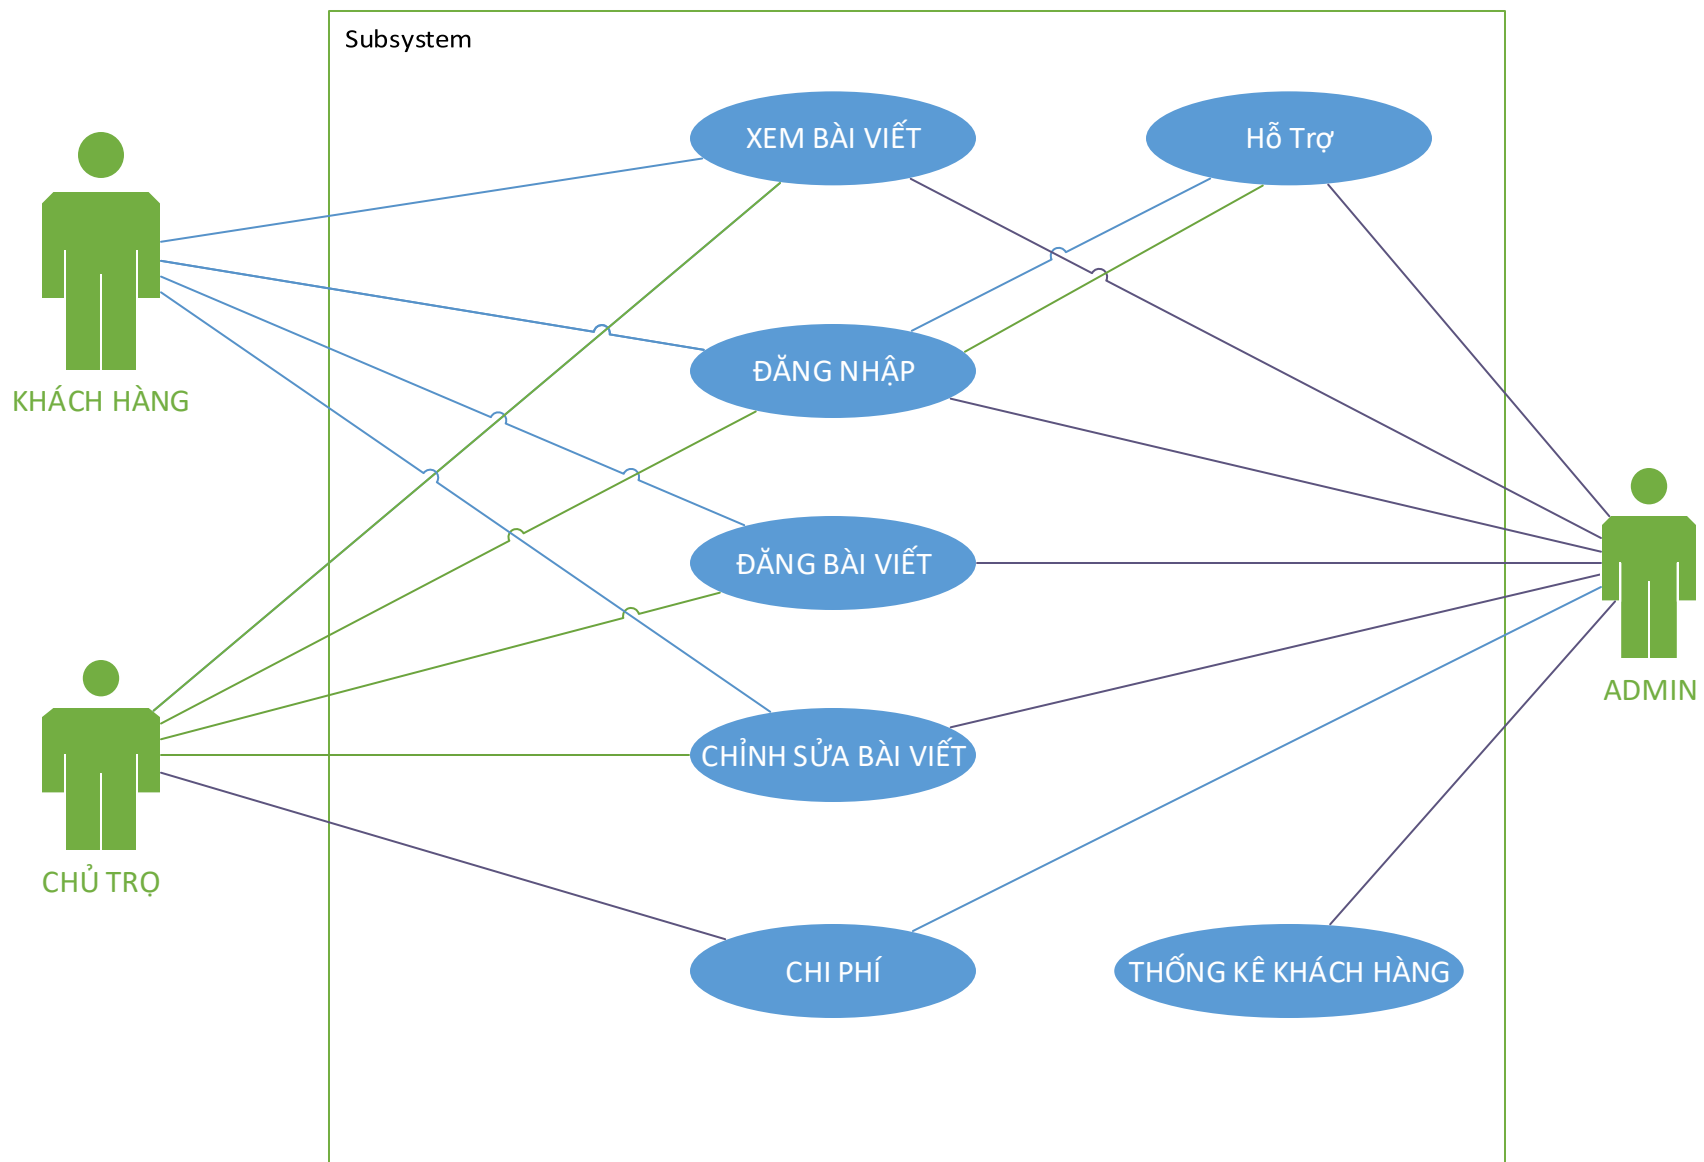 Subsystem
XEM BÀI VIẾT
Hỗ Trợ
ĐĂNG NHẬP
KHÁCH HÀNG
ĐĂNG BÀI VIẾT
ADMIN
CHỈNH SỬA BÀI VIẾT
CHỦ TRỌ
CHI PHÍ
THỐNG KÊ KHÁCH HÀNG